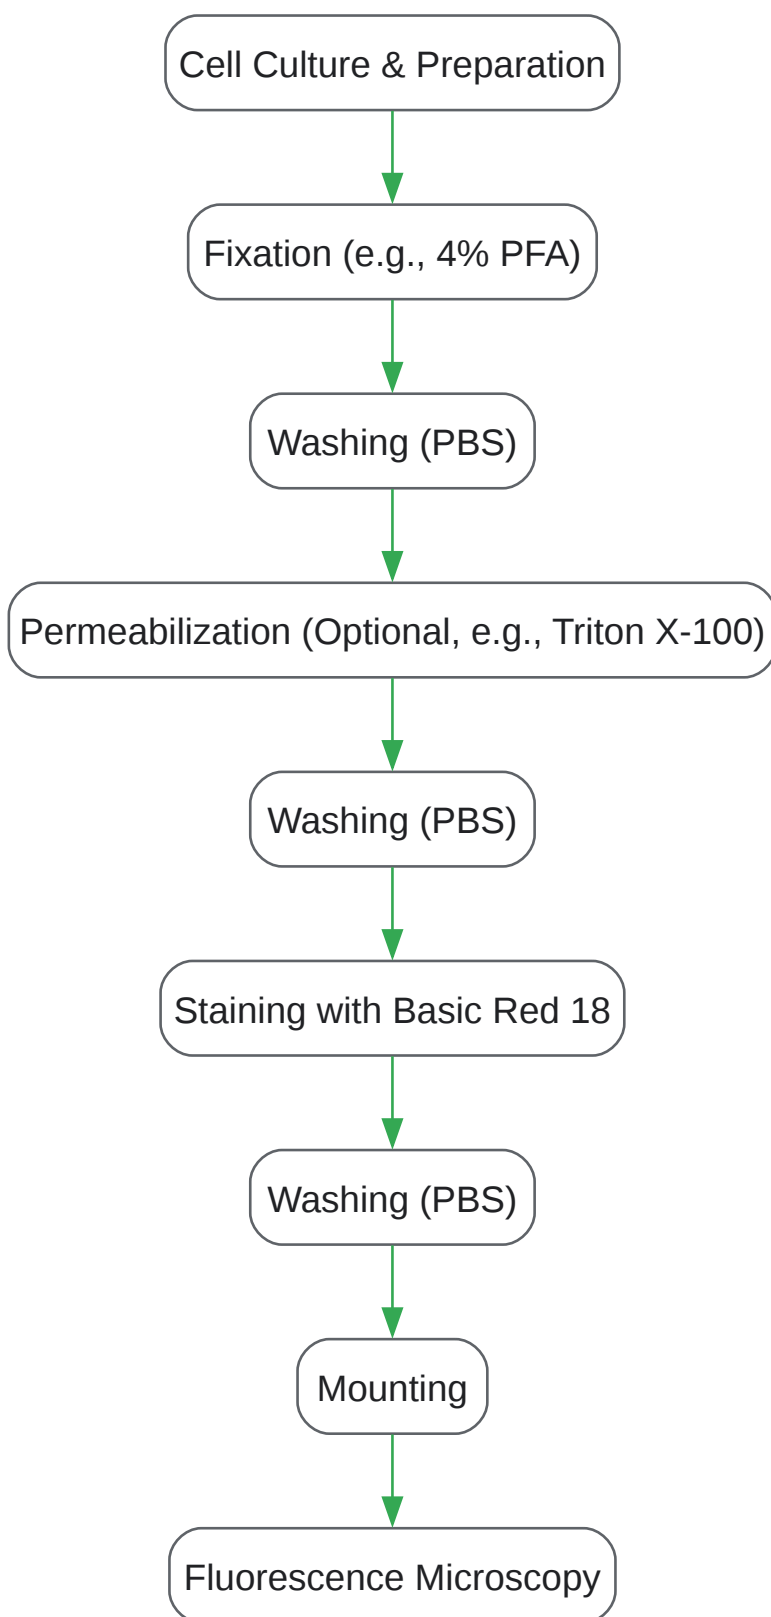 Cell Culture & Preparation
Fixation (e.g., 4% PFA)
Washing (PBS)
Permeabilization (Optional, e.g., Triton X-100)
Washing (PBS)
Staining with Basic Red 18
Washing (PBS)
Mounting
Fluorescence Microscopy